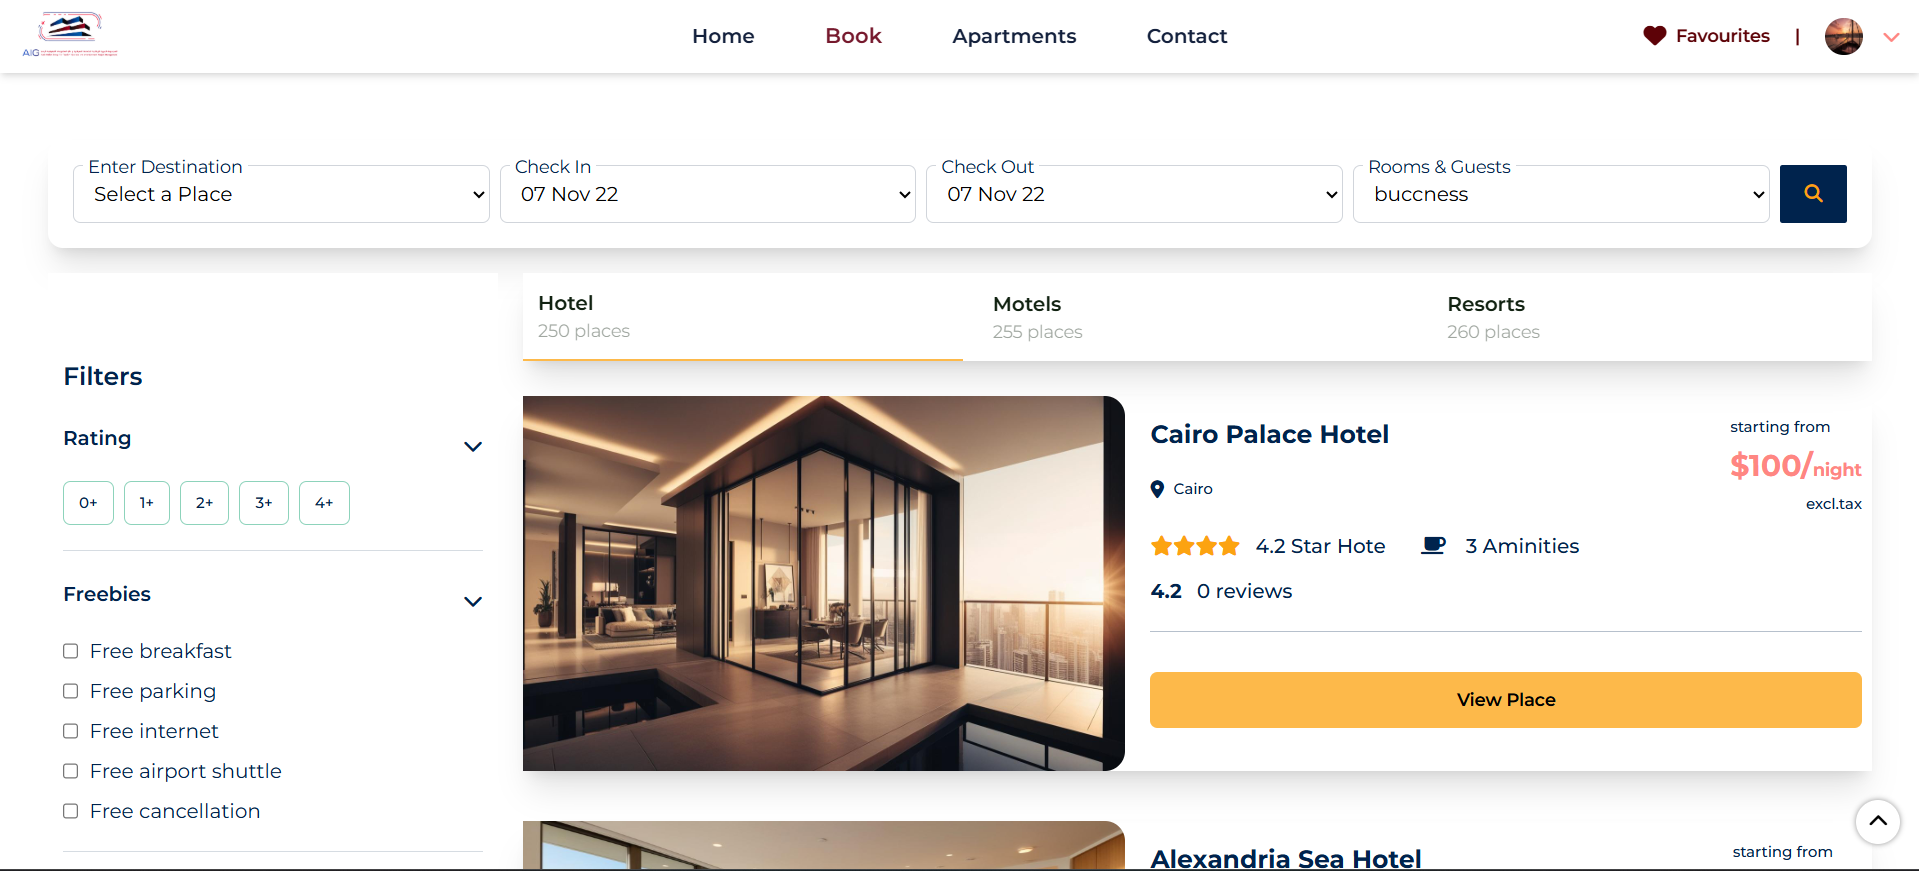 AIG
Home
Book
Apartments
Contact
Favourites
|
Enter Destination
Select a Place
Check In
07 Nov 22
Check Out
07 Nov 22
Rooms & Guests
buccness
Hotel
250 places
Motels
255 places
Resorts
260 places
Filters
Rating
0+
1+
2+
3+
4+
Freebies
Free breakfast
Free parking
Free internet
Free airport shuttle
Free cancellation
Cairo Palace Hotel
starting from
$100/night
excl.tax
Cairo
4.2 Star Hote
3 Aminities
4.2 0 reviews
View Place
Alexandria Sea Hotel
starting from